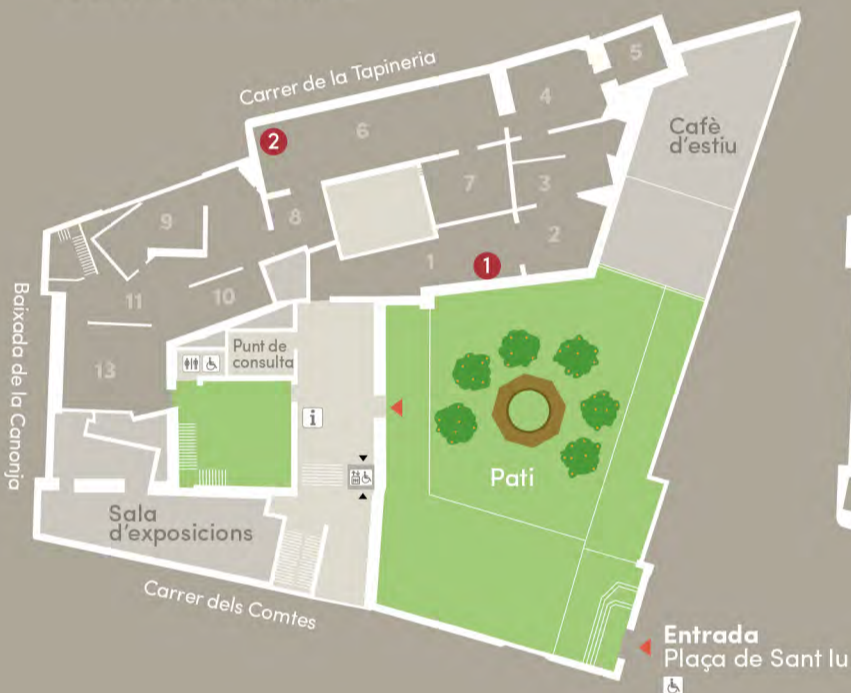 Carrer de la Tapineria
5
4
Cafè
d'estiu
2
6
7
3
8
9
2
1
1
11
10
Baixada de la Canonja
13
Punt de
consulta
i
Pati
Sala
d'exposicions
Carrer dels Comtes
Entrada
Plaça de Sant Iu